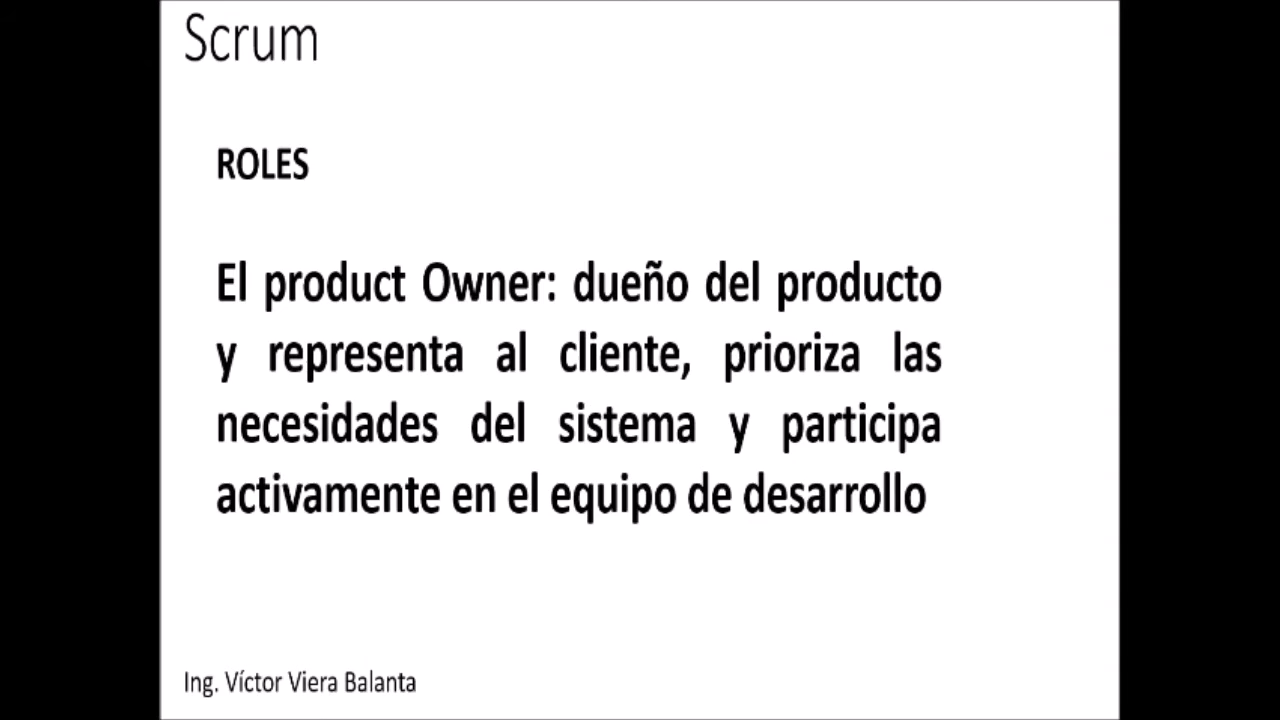 Scrum
ROLES
El product Owner: dueño del producto
y representa al cliente, prioriza las
necesidades del sistema y participa
activamente en el equipo de desarrollo
Ing. Víctor Viera Balanta